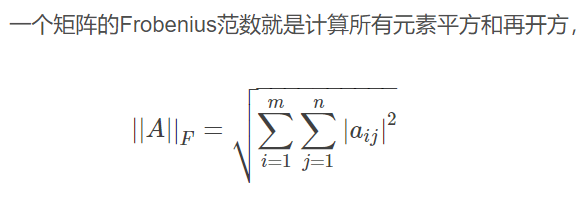 一个矩阵的Frobenius范数就是计算所有元素平方和再开方，
||A||_F = \sqrt{\sum_{i=1}^{m} \sum_{j=1}^{n} |a_{ij}|^2}